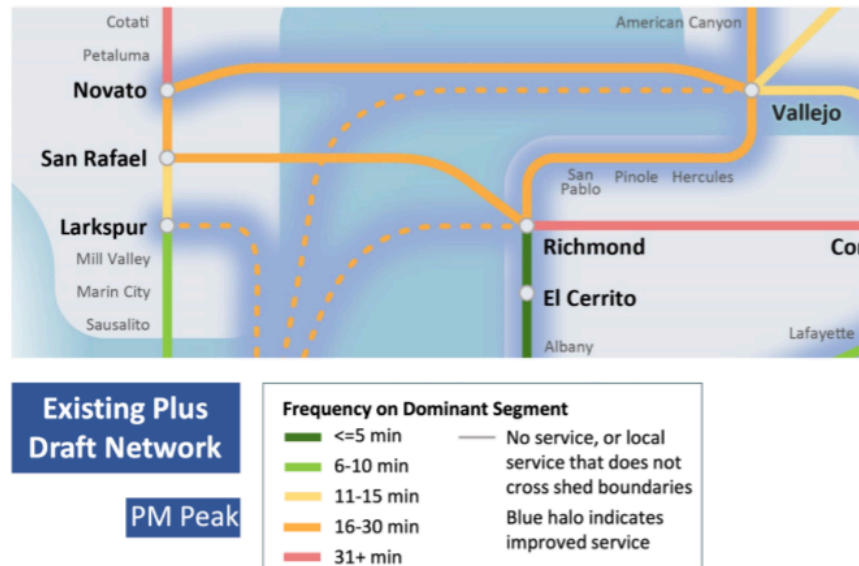 Cotati
American Canyon
Petaluma
Novato
Vallejo
San Rafael
San
Pablo
Pinole
Hercules
Larkspur
Richmond
Mill Valley
Marin City
El Cerrito
Sausalito
Albany
Lafayette
Existing Plus
Draft Network
PM Peak
Frequency on Dominant Segment
<=5 min
6-10 min
11-15 min
16-30 min
31+ min
No service, or local
service that does not
cross shed boundaries
Blue halo indicates
improved service